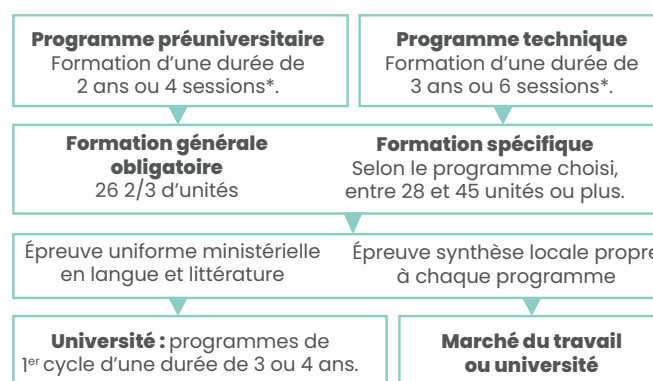 Programme préuniversitaire
Formation d'une durée de
2 ans ou 4 sessions*.
Programme technique
Formation d'une durée de
3 ans ou 6 sessions*.
Formation générale
obligatoire
26 2/3 d'unités
Formation spécifique
Selon le programme choisi,
entre 28 et 45 unités ou plus.
Épreuve uniforme ministérielle
en langue et littérature
Épreuve synthèse locale propre
à chaque programme
Université : programmes de
1er cycle d'une durée de 3 ou 4 ans.
Marché du travail
ou université